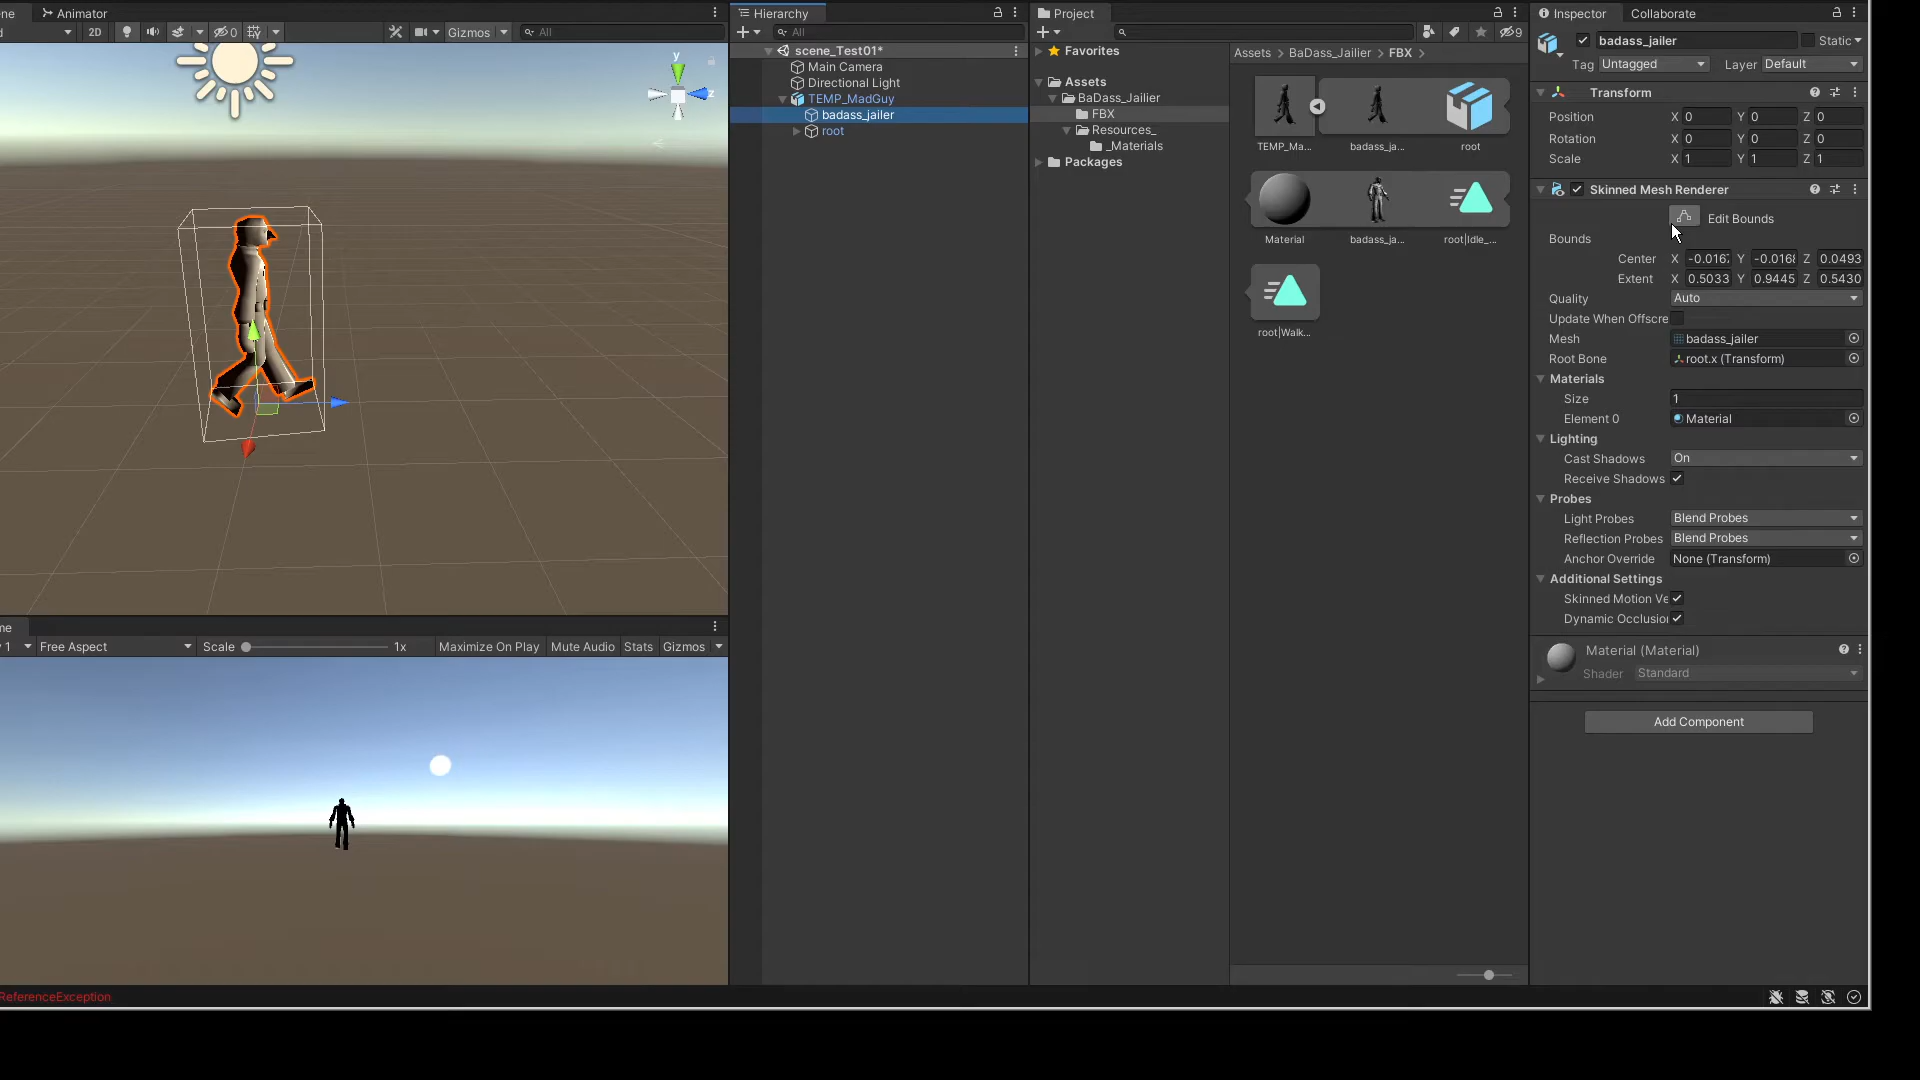 ne
Animator
Hierarchy
Project
Inspector
Collaborate
d
2D
0
Gizmos
All
All
9
badass_jailer
Static
scene_Test01*
Favorites
Assets > BaDass_Jailier > FBX >
Tag Untagged
Layer Default
Main Camera
Directional Light
Assets
Transform
TEMP_MadGuy
BaDass_Jailier
badass_jailer
FBX
Position X 0 Y 0 Z 0
root
Resources_
Rotation X 0 Y 0 Z 0
_Materials
TEMP_Ma...
badass_ja...
root
Scale X 1 Y 1 Z 1
Packages
Skinned Mesh Renderer
y
z
Edit Bounds
Bounds
Material
badass_ja...
root|Idle_...
Center X -0.016 Y -0.016 Z 0.0493
Extent X 0.5033 Y 0.9445 Z 0.5430
Quality Auto
Update When Offscre
root|Walk...
Mesh badass_jailer
Root Bone root.x (Transform)
Materials
Size 1
Element 0 Material
Lighting
Cast Shadows On
Receive Shadows
Probes
Light Probes Blend Probes
Reflection Probes Blend Probes
Anchor Override None (Transform)
Additional Settings
Skinned Motion Ve
Dynamic Occlusion
me
y 1
Free Aspect
Scale
1x
Maximize On Play
Mute Audio
Stats
Gizmos
Material (Material)
Shader Standard
Add Component
ReferenceException